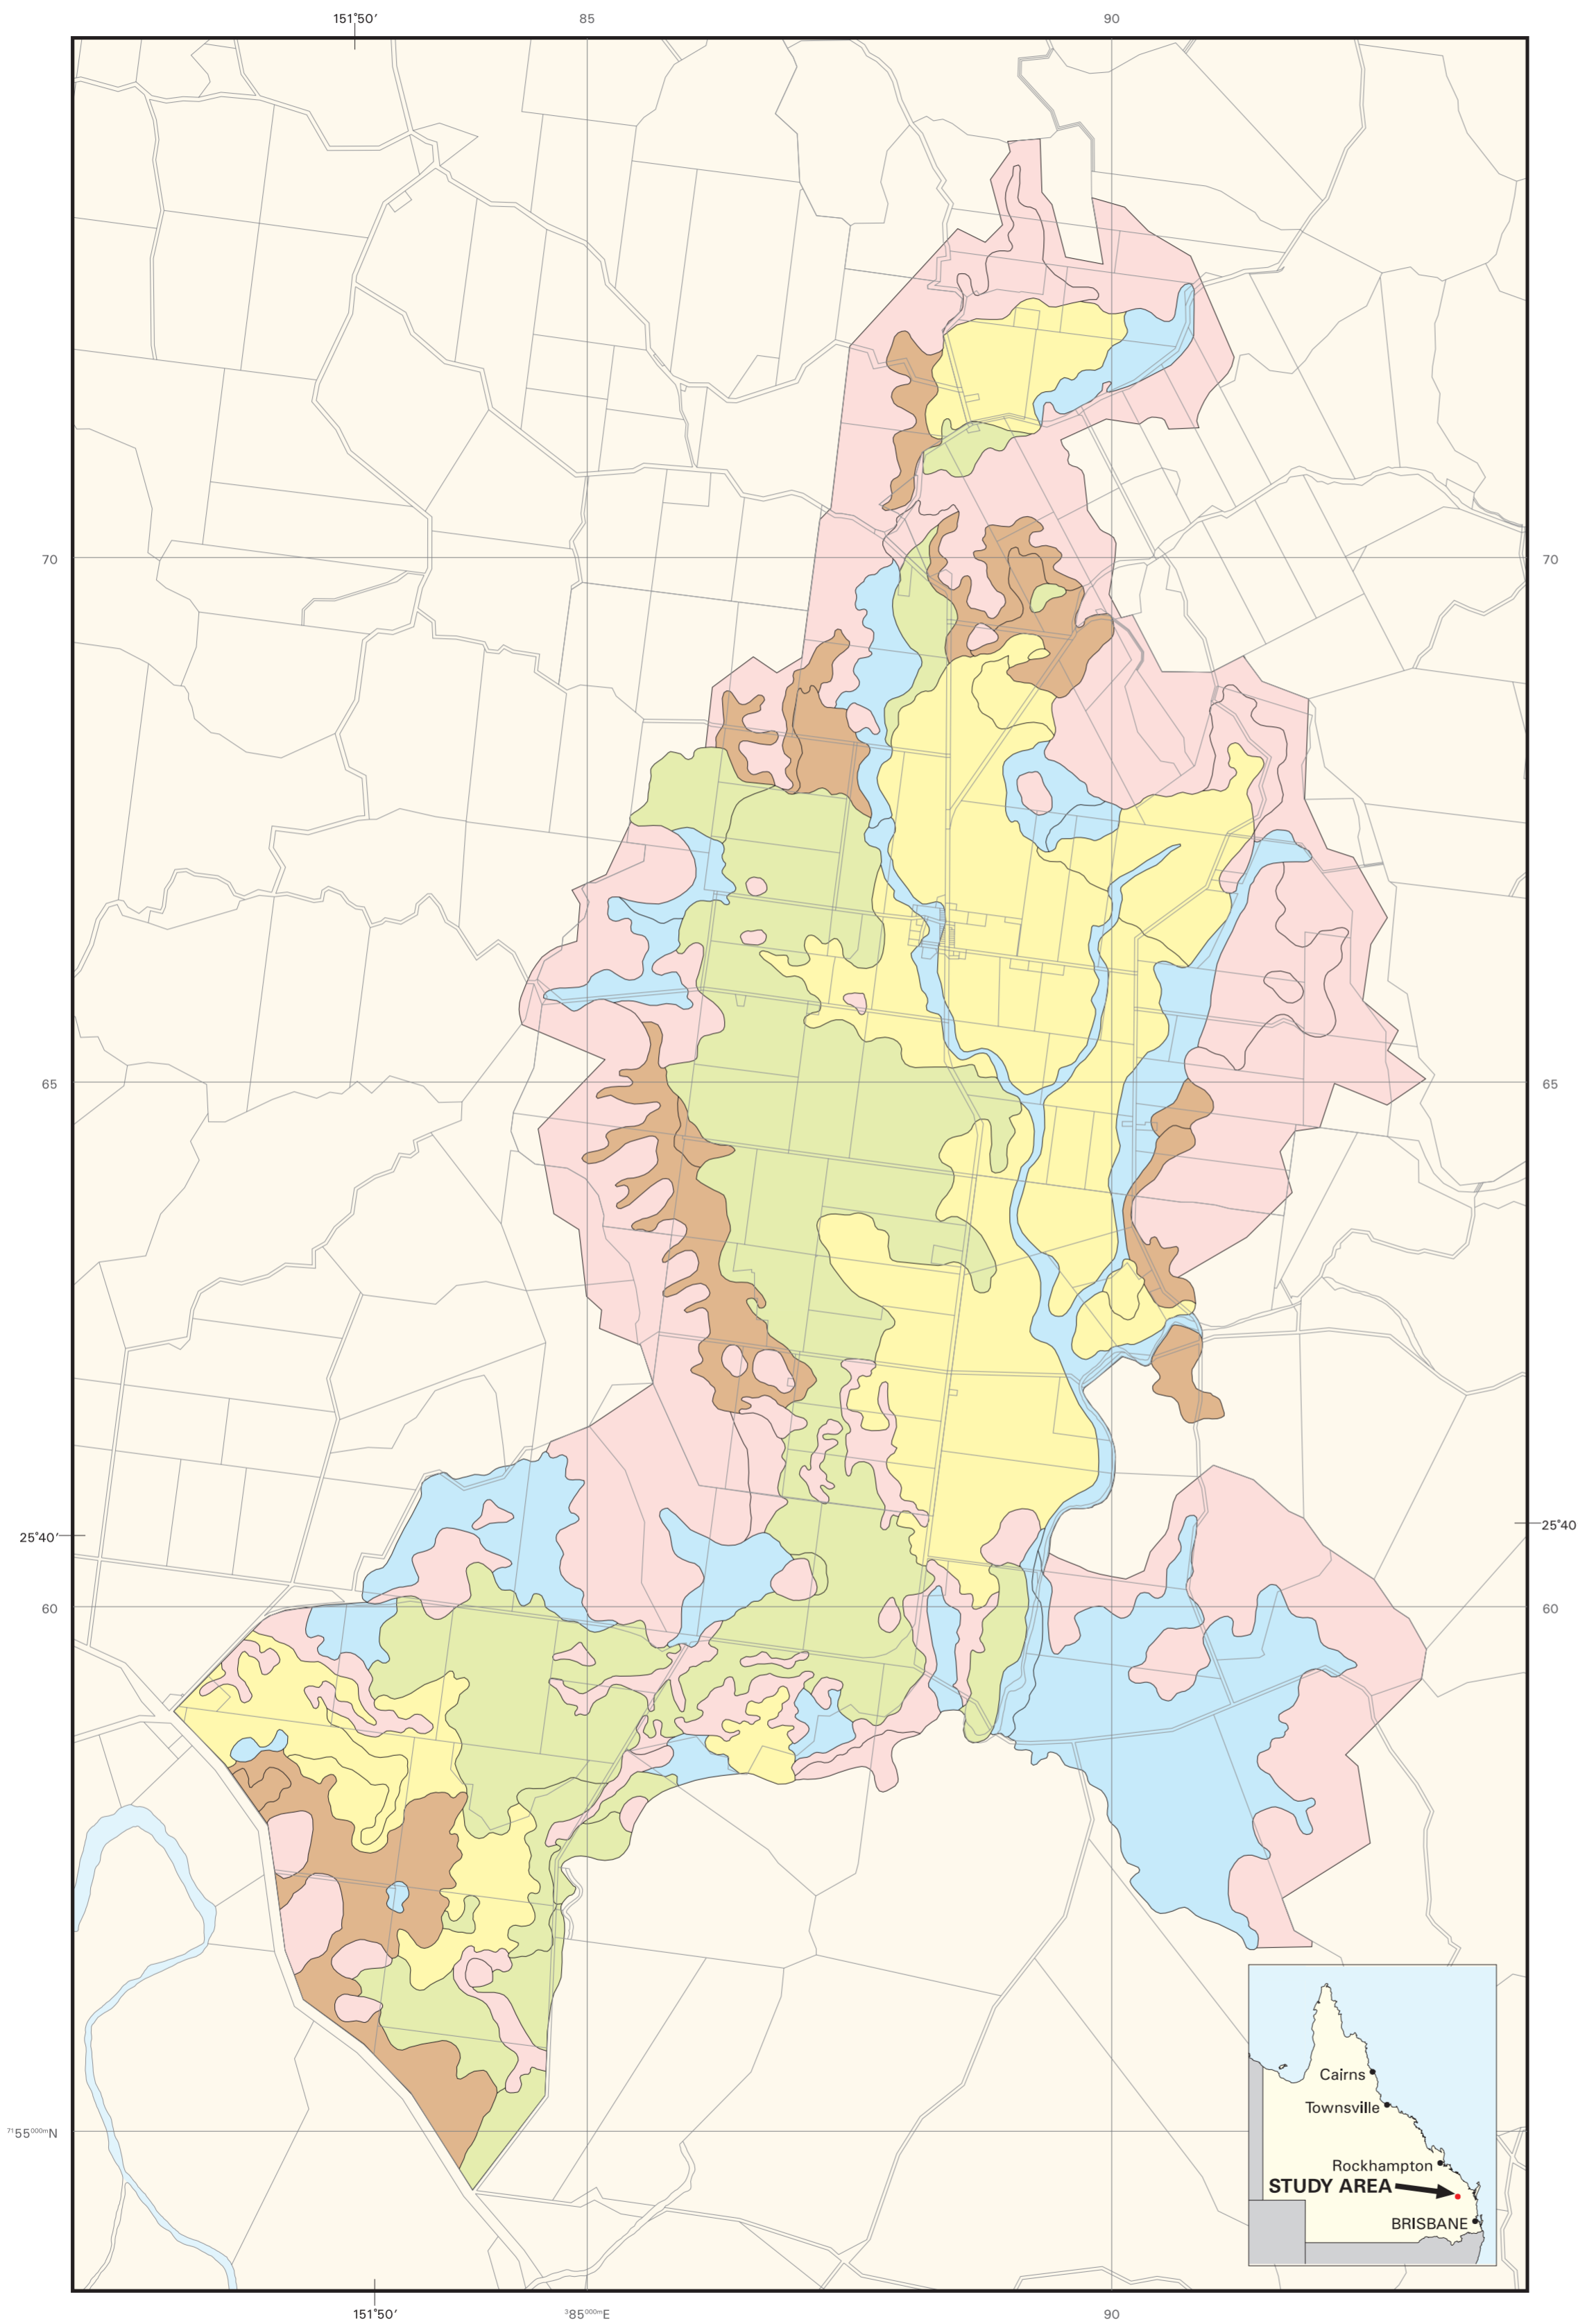 151°50′ 85 90
70 70
65 65
25°40′ 25°40
60 60
Cairns
Townsville
Rockhampton
STUDY AREA
BRISBANE
7155000mN
151°50′ 385000mE 90